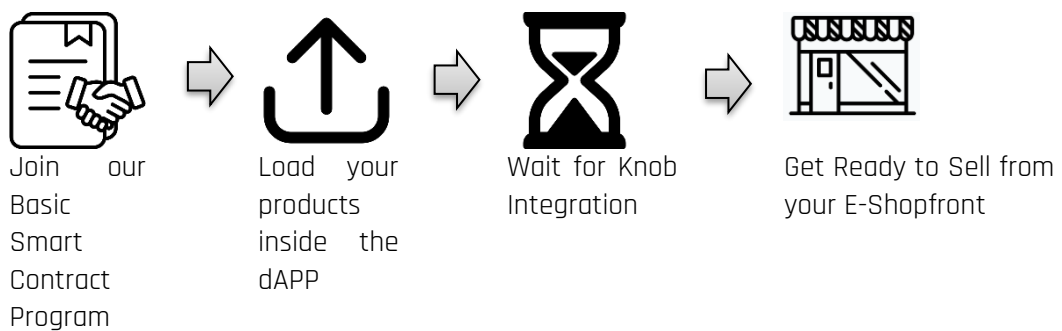 Join our
Basic
Smart
Contract
Program
Load your
products
inside the
dAPP
Wait for Knob
Integration
Get Ready to Sell from
your E-Shopfront